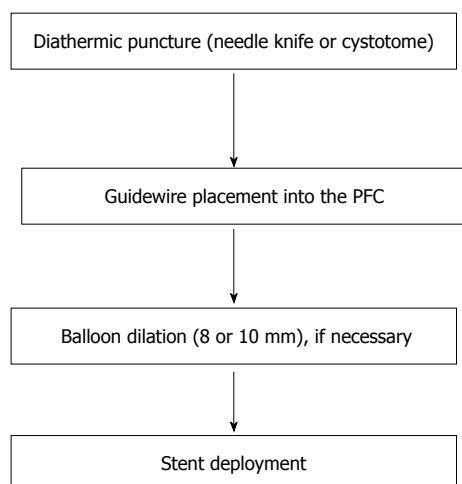 Diathermic puncture (needle knife or cystotome)
Guidewire placement into the PFC
Balloon dilation (8 or 10 mm), if necessary
Stent deployment